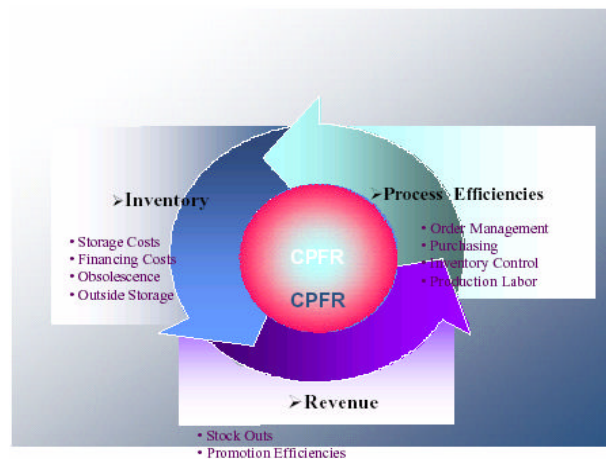 ➢Inventory
• Storage Costs
• Financing Costs
• Obsolescence
• Outside Storage
➢Process Efficiencies
• Order Management
• Purchasing
• Inventory Control
• Production Labor
CPFR
CPFR
➢Revenue
• Stock Outs
• Promotion Efficiencies